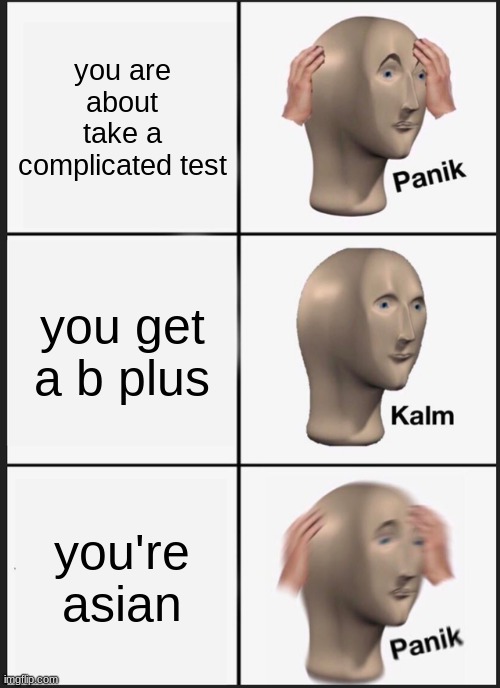 you are
about
take a
complicated test
Panik
you get
a b plus
Kalm
you're
asian
Panik
imgflip.com